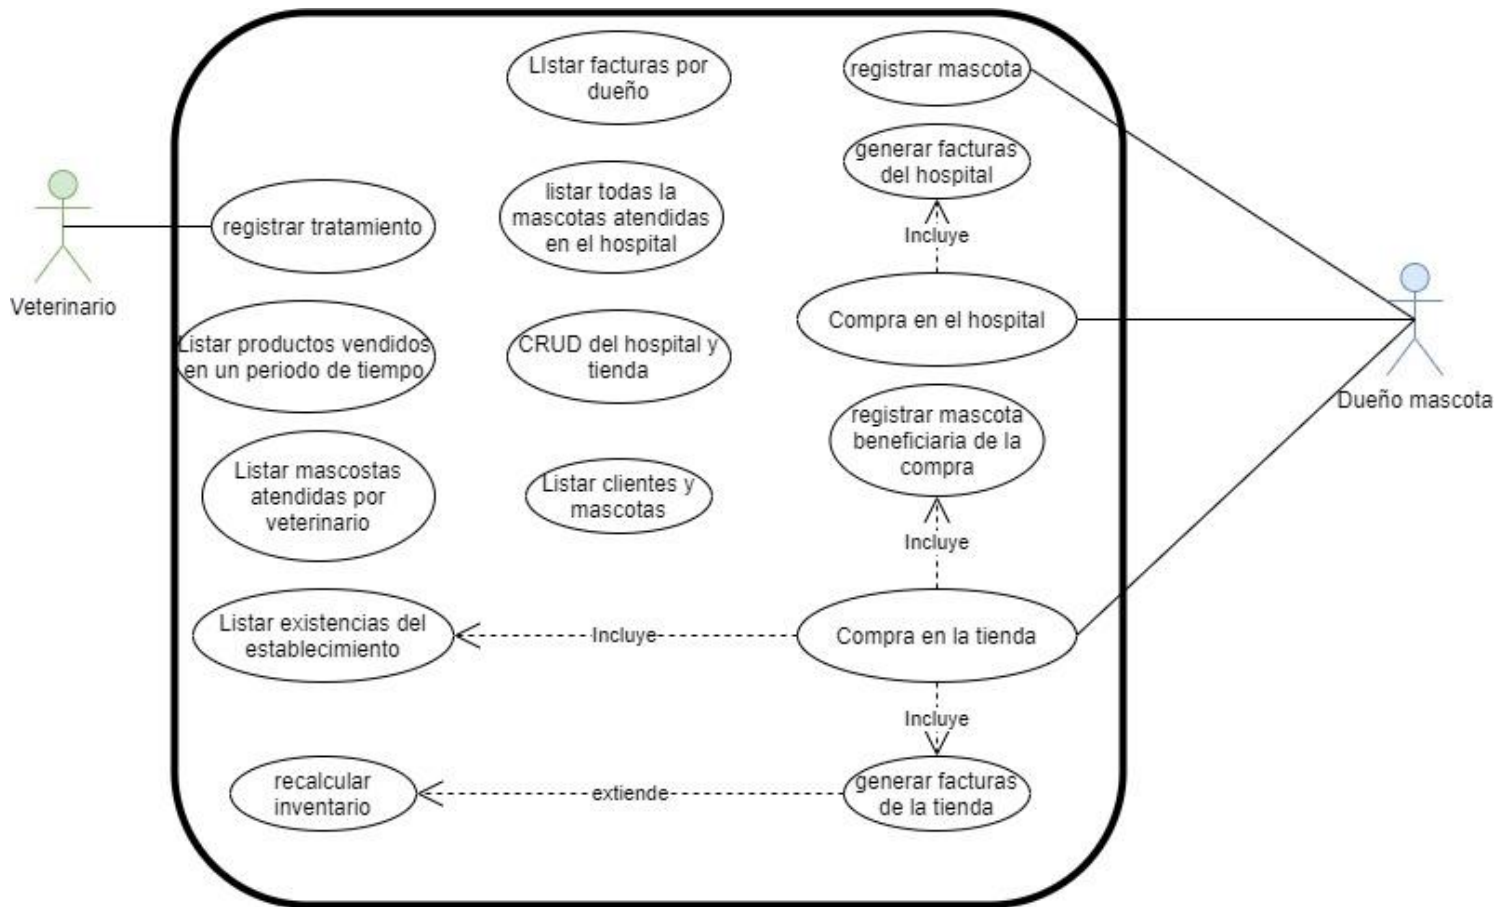 LIstar facturas por
dueño
registrar mascota
generar facturas
del hospital
listar todas la
mascotas atendidas
en el hospital
registrar tratamiento
Incluye
Veterinario
Compra en el hospital
Listar productos vendidos
en un periodo de tiempo
CRUD del hospital y
tienda
Dueño mascota
registrar mascota
beneficiaria de la
compra
Listar mascostas
atendidas por
veterinario
Listar clientes y
mascotas
Incluye
Listar existencias del
establecimiento
Incluye
Compra en la tienda
Incluye
recalcular
inventario
extiende
generar facturas
de la tienda